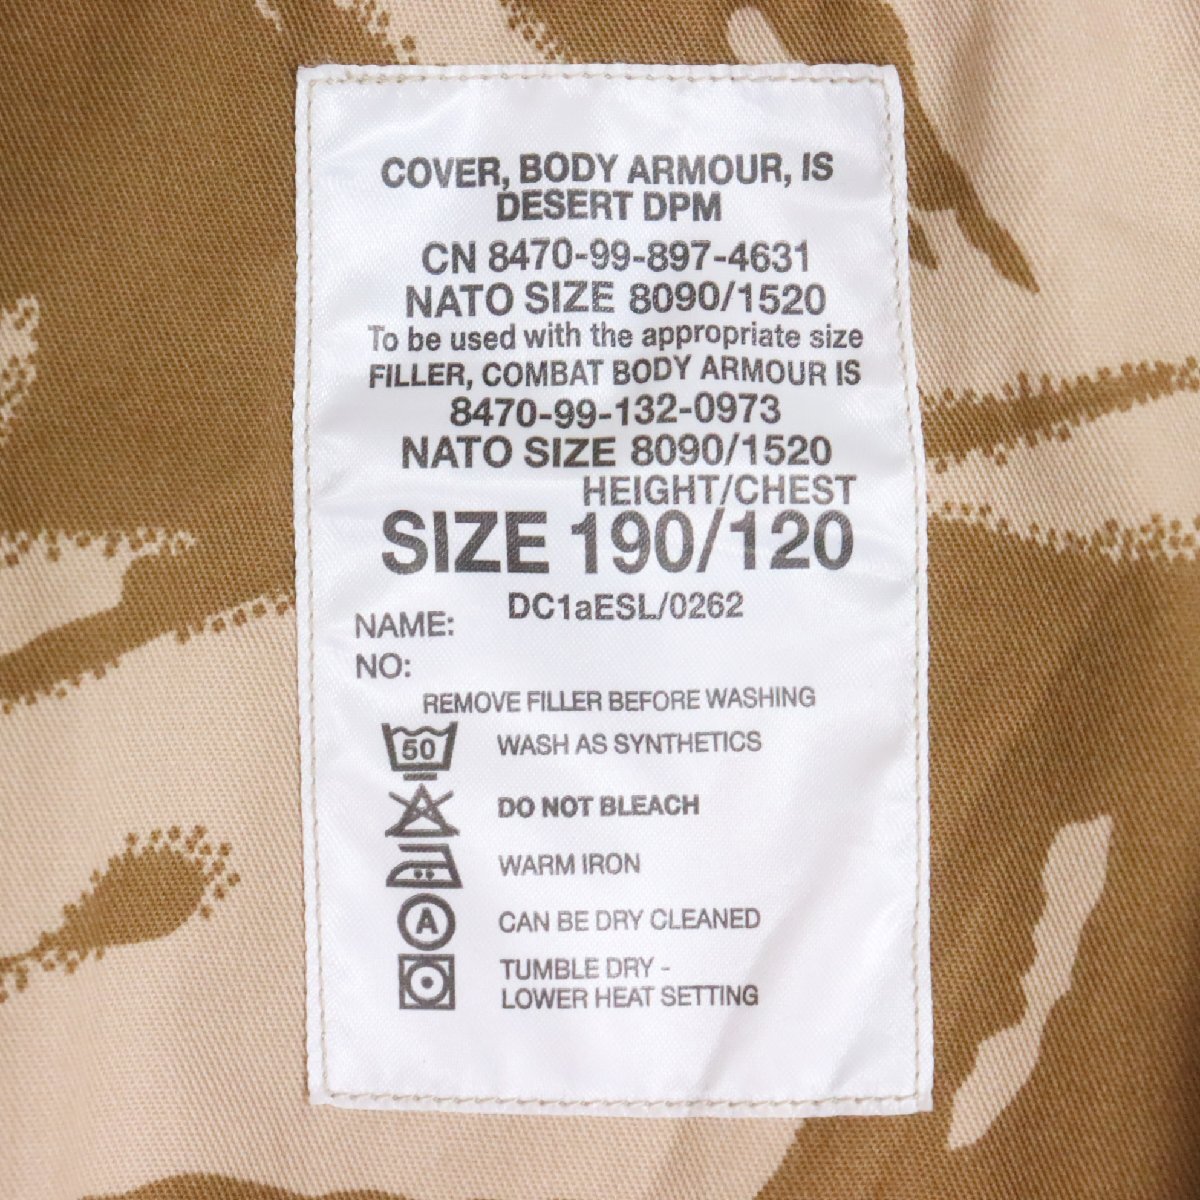 COVER, BODY ARMOUR, IS
DESERT DPM
CN 8470-99-897-4631
NATO SIZE 8090/1520
To be used with the appropriate size
FILLER, COMBAT BODY ARMOUR IS
8470-99-132-0973
NATO SIZE 8090/1520
HEIGHT/CHEST
SIZE 190/120
DC1aESL/0262
NAME:
NO:
REMOVE FILLER BEFORE WASHING
50 WASH AS SYNTHETICS
DO NOT BLEACH
WARM IRON
A CAN BE DRY CLEANED
TUMBLE DRY -
LOWER HEAT SETTING